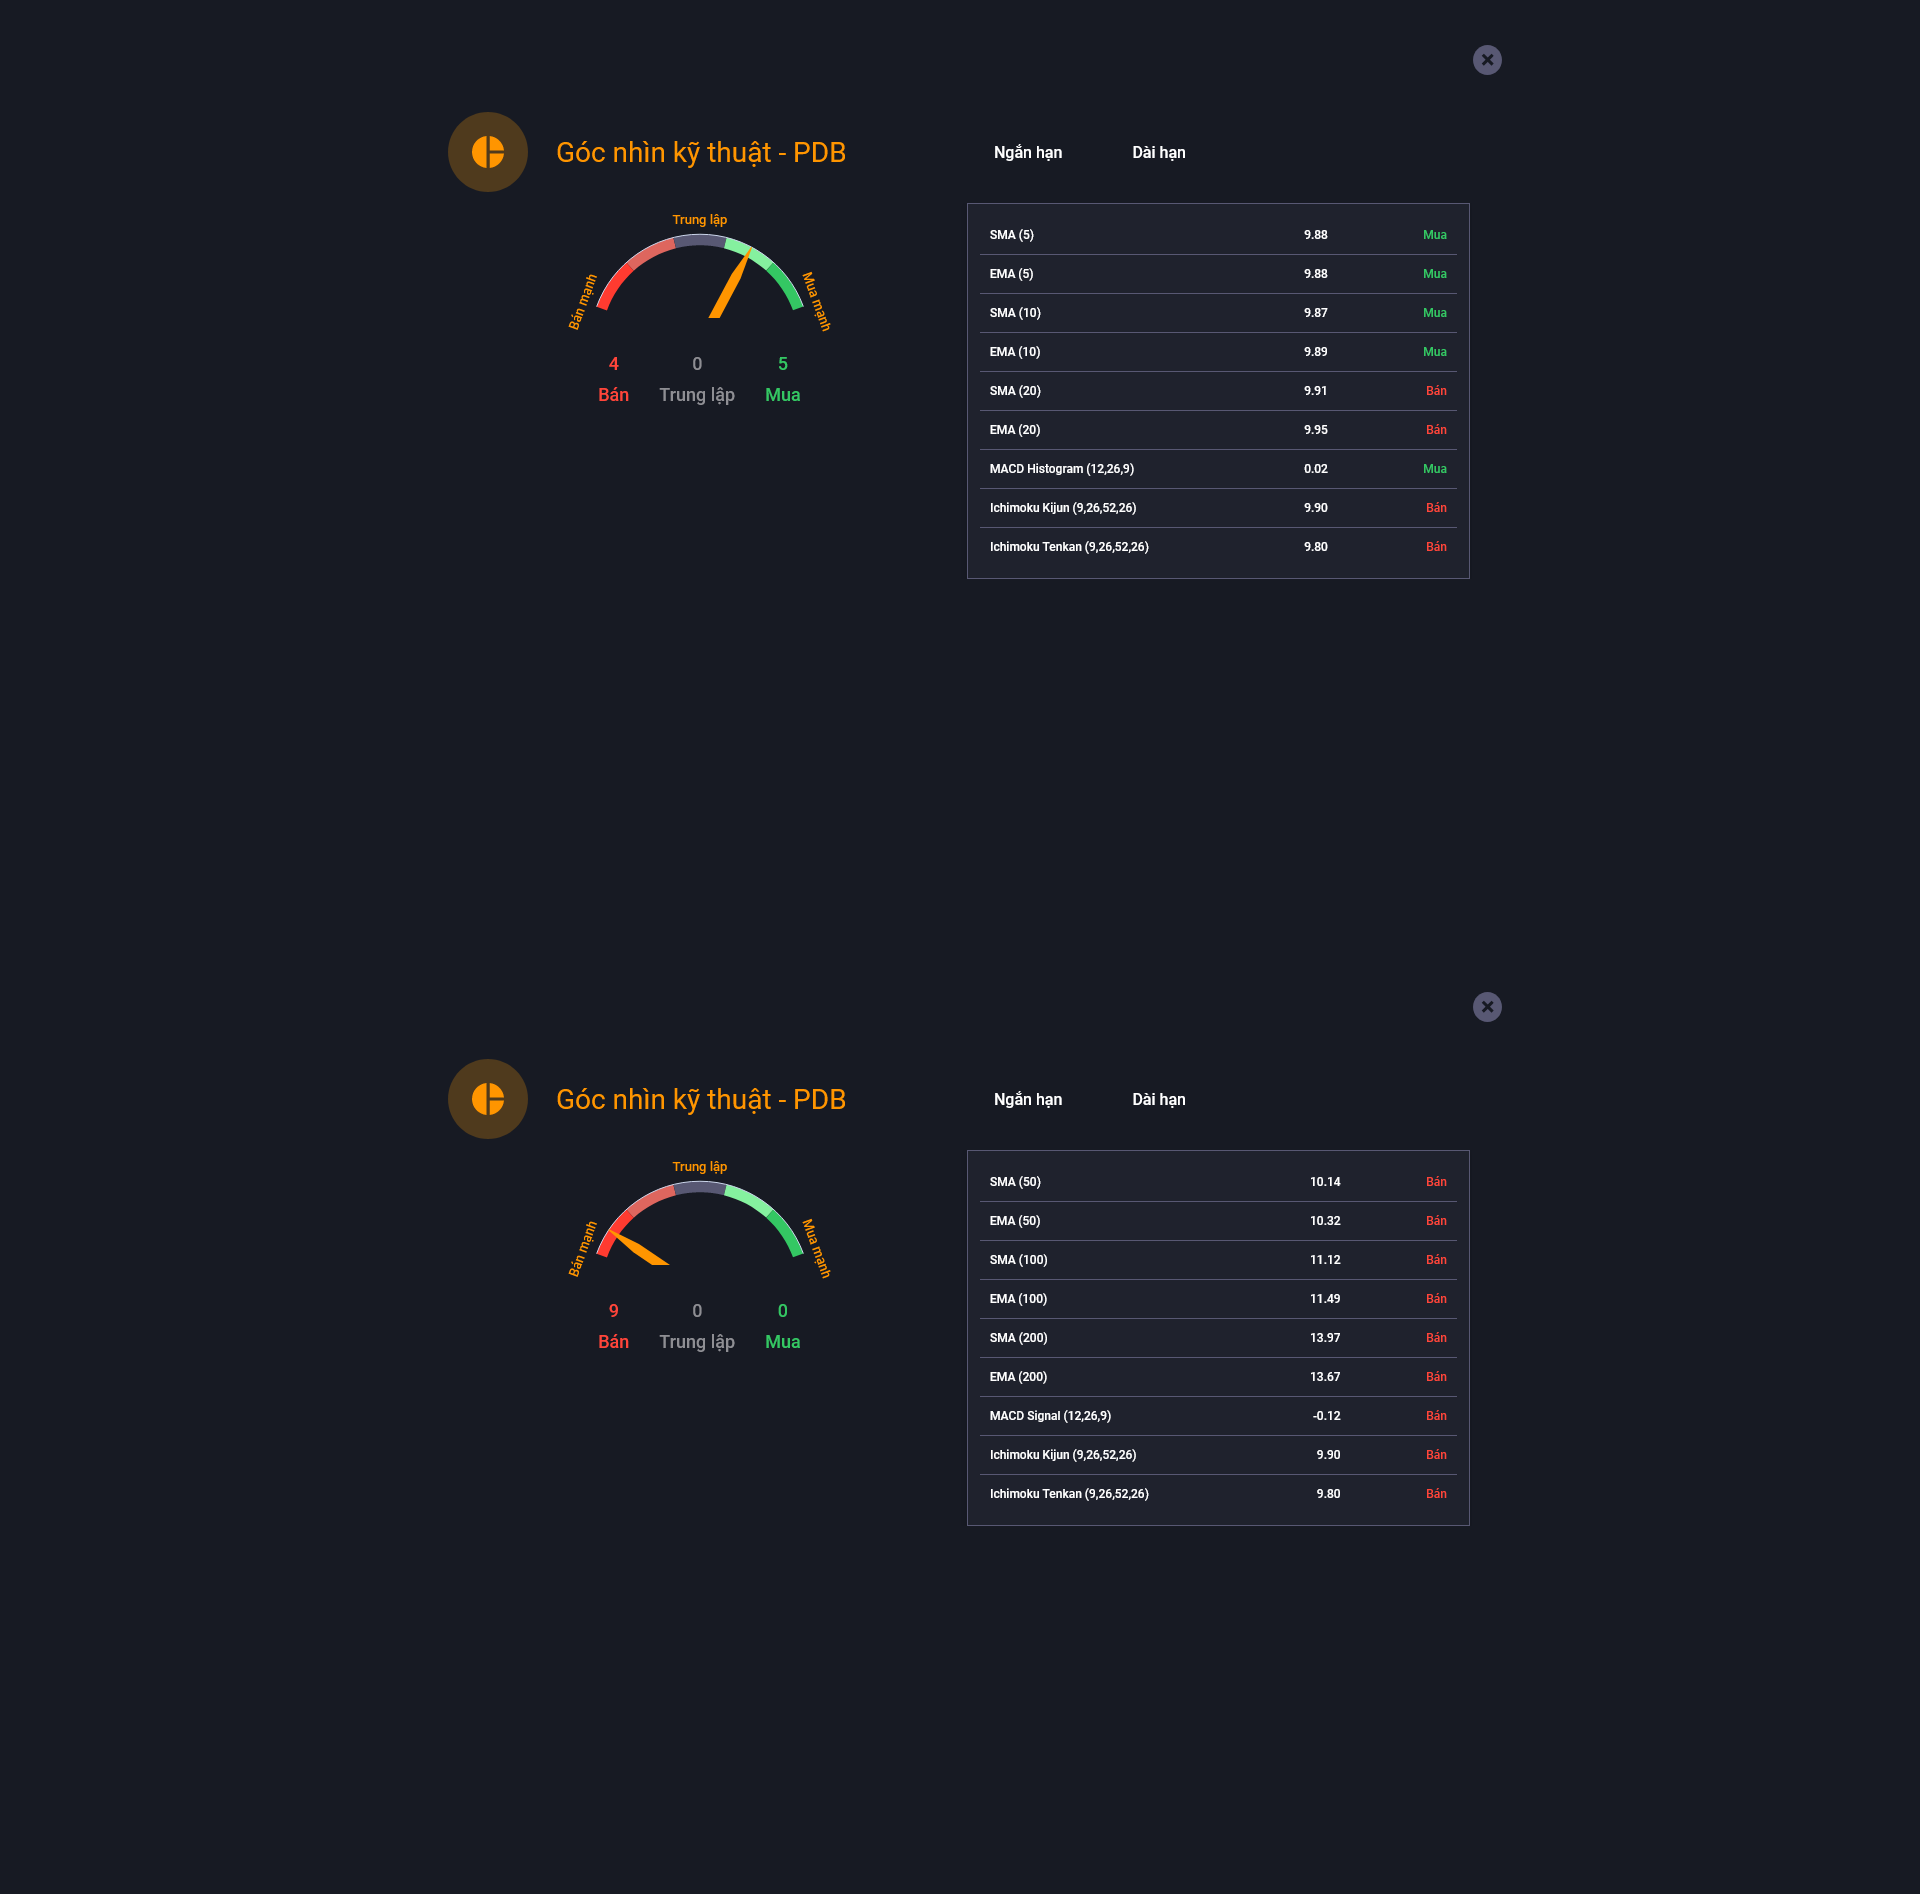 Góc nhìn kỹ thuật - PDB
Ngắn hạn Dài hạn
Trung lập
Bán mạnh
Mua mạnh
4 0 5
Bán Trung lập Mua
SMA (5) 9.88 Mua
EMA (5) 9.88 Mua
SMA (10) 9.87 Mua
EMA (10) 9.89 Mua
SMA (20) 9.91 Bán
EMA (20) 9.95 Bán
MACD Histogram (12,26,9) 0.02 Mua
Ichimoku Kijun (9,26,52,26) 9.90 Bán
Ichimoku Tenkan (9,26,52,26) 9.80 Bán
Góc nhìn kỹ thuật - PDB
Ngắn hạn Dài hạn
Trung lập
Bán mạnh
Mua mạnh
9 0 0
Bán Trung lập Mua
SMA (50) 10.14 Bán
EMA (50) 10.32 Bán
SMA (100) 11.12 Bán
EMA (100) 11.49 Bán
SMA (200) 13.97 Bán
EMA (200) 13.67 Bán
MACD Signal (12,26,9) -0.12 Bán
Ichimoku Kijun (9,26,52,26) 9.90 Bán
Ichimoku Tenkan (9,26,52,26) 9.80 Bán